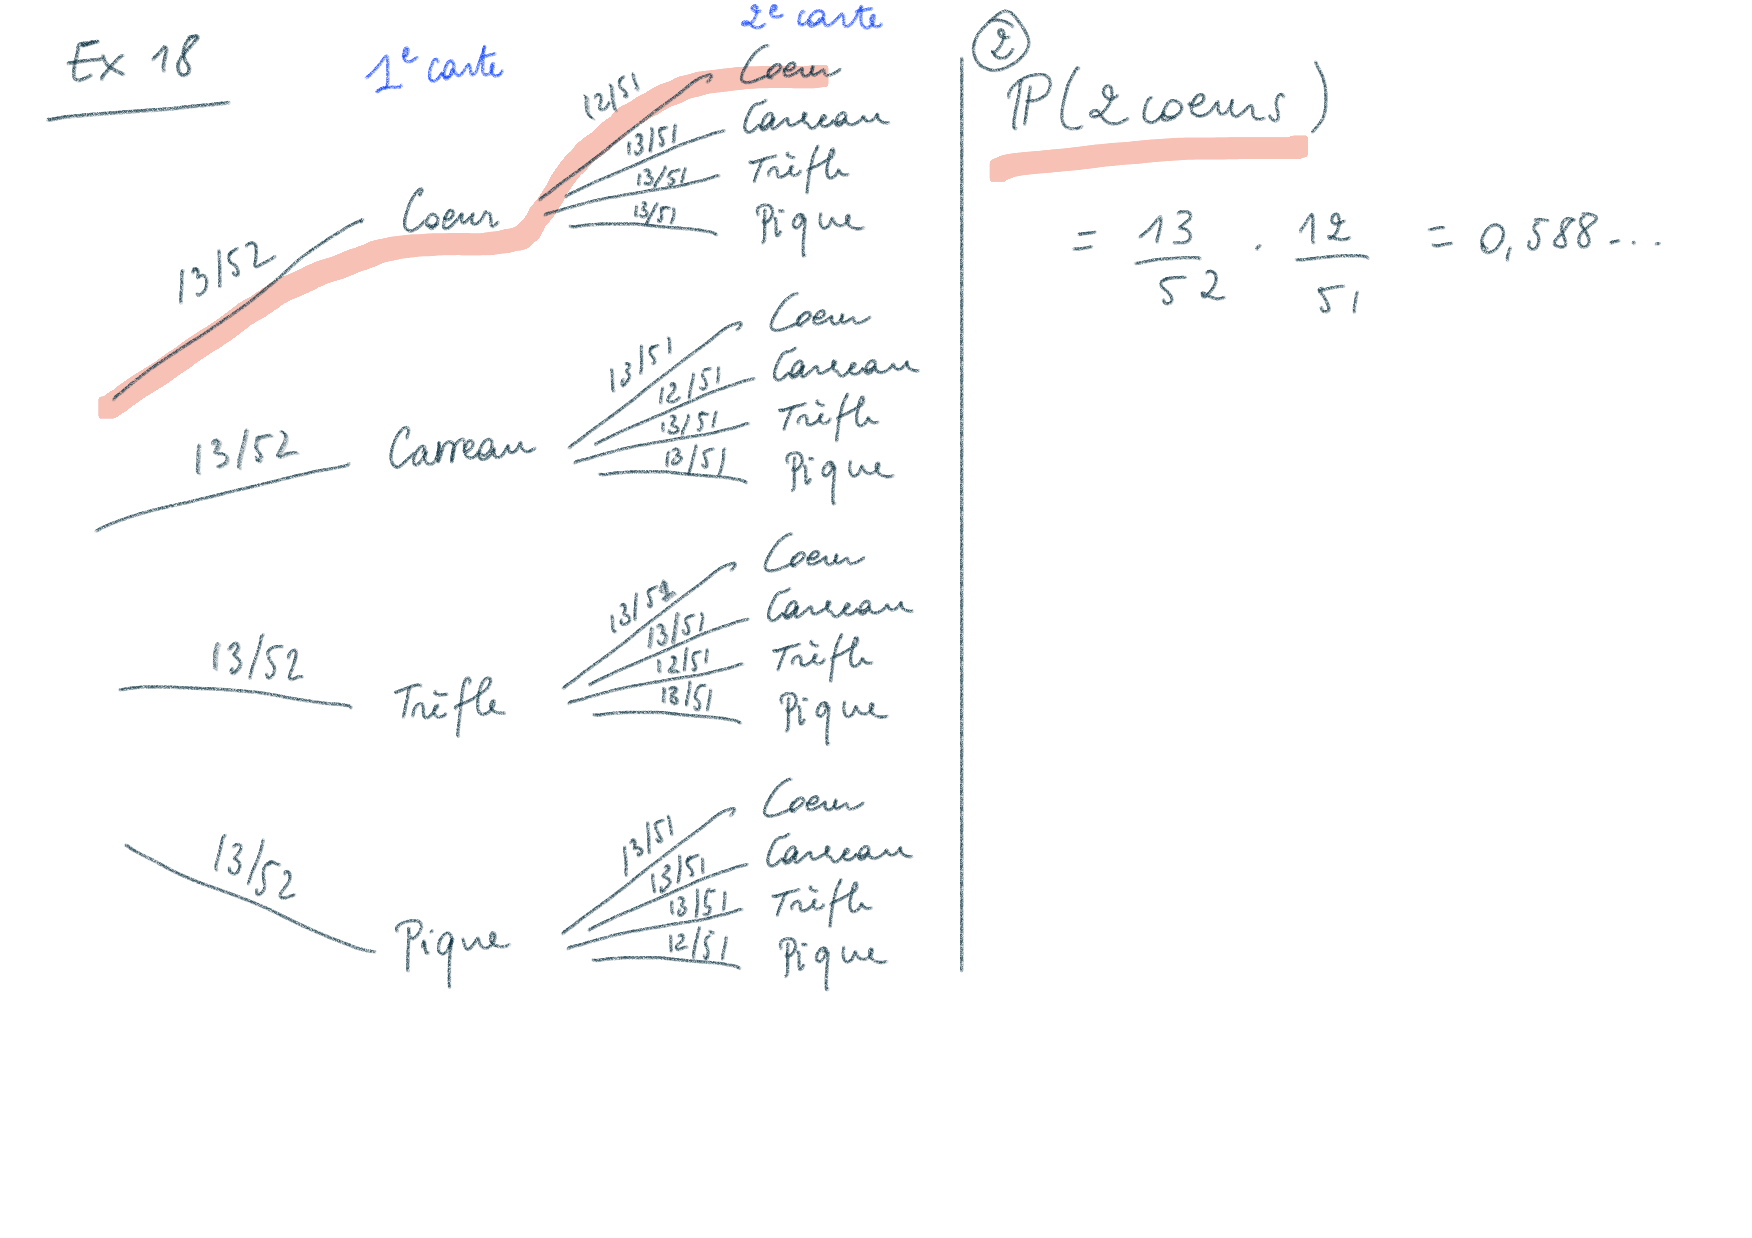 Ex 18
1e carte
2e carte
13/52
Coeur
12/51
Coeur
13/51
Carreau
13/51
Trèfle
13/51
Pique
13/52
Carreau
13/51
Coeur
12/51
Carreau
13/51
Trèfle
13/51
Pique
13/52
Trèfle
13/51
Coeur
13/51
Carreau
12/51
Trèfle
13/51
Pique
13/52
Pique
13/51
Coeur
13/51
Carreau
13/51
Trèfle
12/51
Pique
②
ℙ(2 coeurs)
= 13/52 . 12/51 = 0,588...